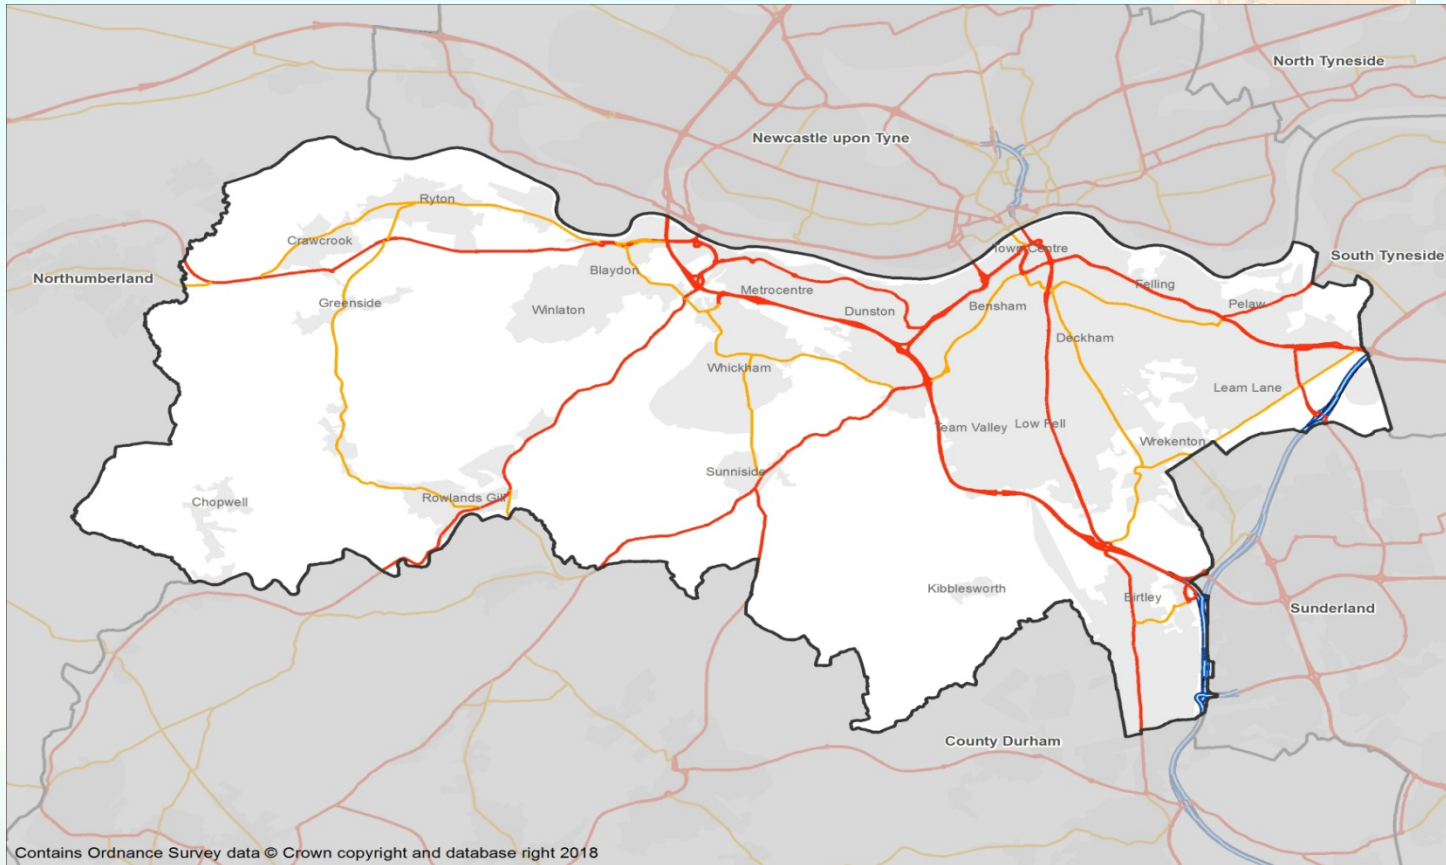 North Tyneside
Newcastle upon Tyne
Ryton
Crawcrook
Town Centre
South Tyneside
Northumberland
Blaydon
Felling
Metrocentre
Greenside
Winlaton
Dunston
Bensham
Pelaw
Deckham
Whickham
Leam Lane
Team Valley
Low Fell
Wrekenton
Sunniside
Chopwell
Rowlands Gill
Kibblesworth
Birtley
Sunderland
County Durham
Contains Ordnance Survey data © Crown copyright and database right 2018